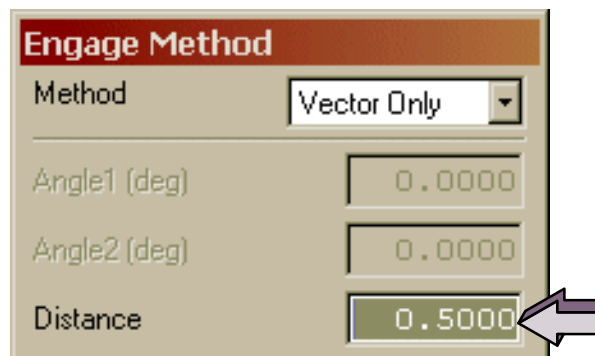 Engage Method
Method Vector Only
Angle1 (deg) 0.0000
Angle2 (deg) 0.0000
Distance 0.5000